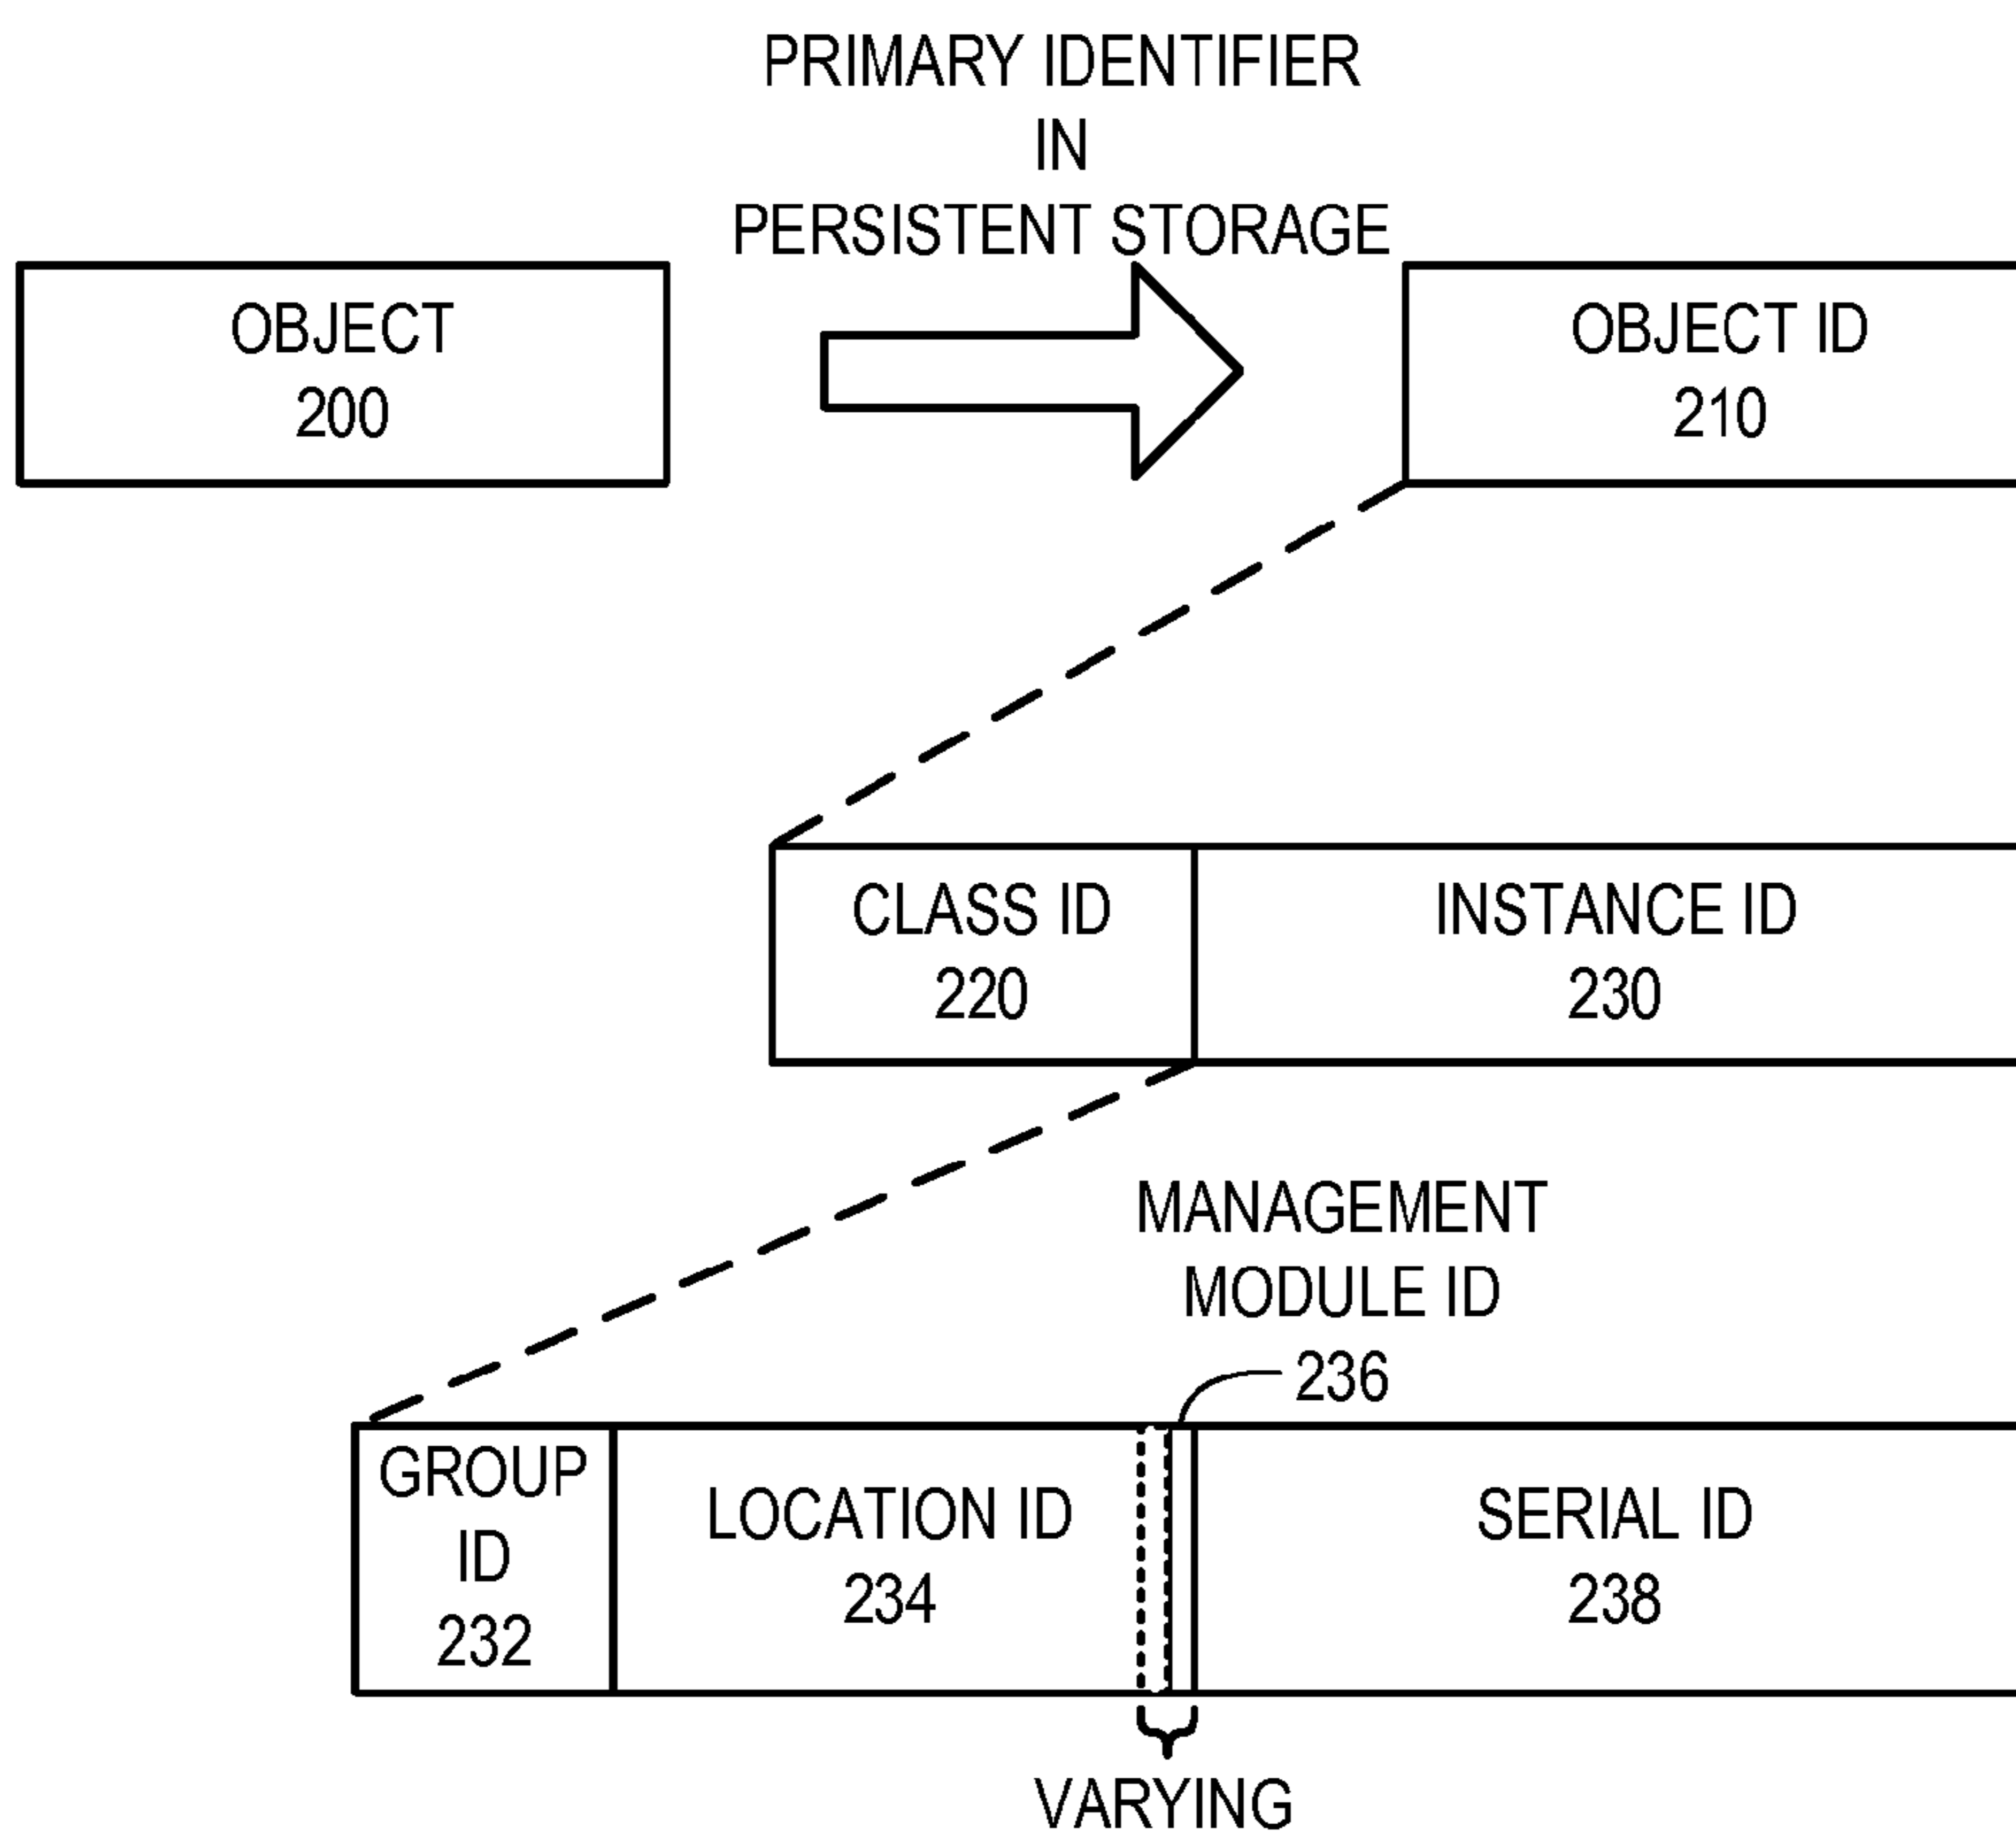 PRIMARY IDENTIFIER
IN
PERSISTENT STORAGE
OBJECT
200
OBJECT ID
210
CLASS ID
220
INSTANCE ID
230
MANAGEMENT
MODULE ID
236
GROUP
ID
232
LOCATION ID
234
SERIAL ID
238
VARYING